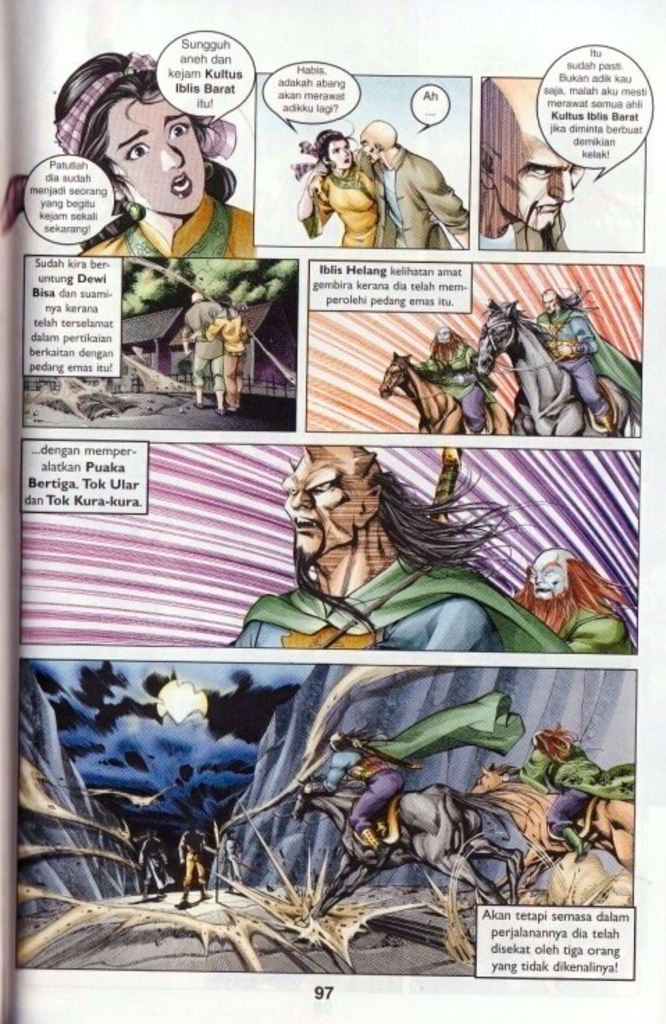 Sungguh
aneh dan
kejam Kultus
Iblis Barat
itu!
Patutlah
dia sudah
menjadi seorang
yang begitu
kejam sekali
sekarang!
Habis,
adakah abang
akan merawat
adikku lagi?
Ah
...
Itu
sudah pasti.
Bukan adik kau
saja, malah aku mesti
merawat semua ahli
Kultus Iblis Barat
jika diminta berbuat
demikian
kelak!
Sudah kira ber-
untung Dewi
Bisa dan suami-
nya kerana
telah terselamat
dalam pertikaian
berkaitan dengan
pedang emas itu!
Iblis Helang kelihatan amat
gembira kerana dia telah mem-
perolehi pedang emas itu.
...dengan memper-
alatkan Puaka
Bertiga, Tok Ular
dan Tok Kura-kura.
Akan tetapi semasa dalam
perjalanannya dia telah
disekat oleh tiga orang
yang tidak dikenalinya!
97